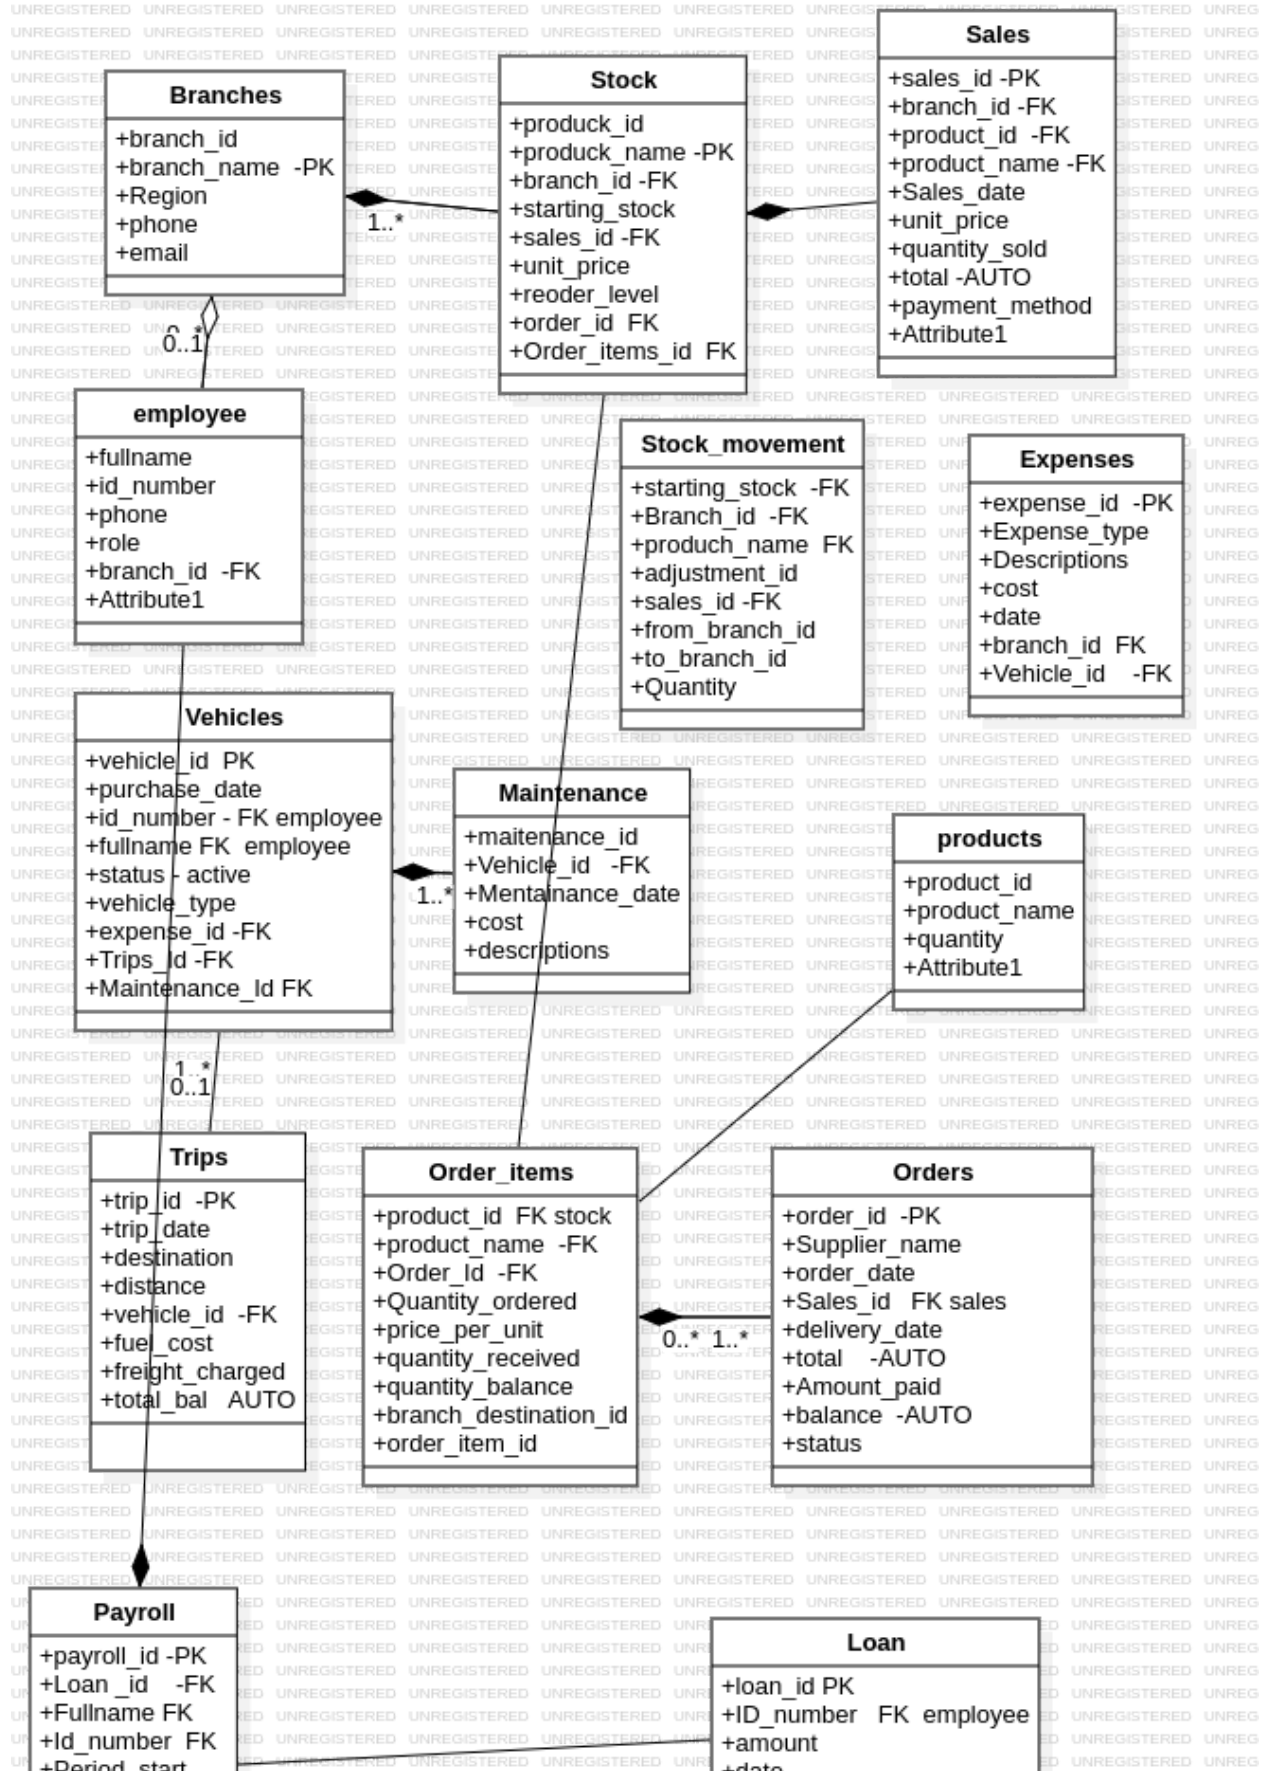 Branches
+branch_id
+branch_name -PK
+Region
+phone
+email
1..*
Stock
+produck_id
+produck_name -PK
+branch_id -FK
+starting_stock
+sales_id -FK
+unit_price
+reoder_level
+order_id FK
+Order_items_id FK
Sales
+sales_id -PK
+branch_id -FK
+product_id -FK
+product_name -FK
+Sales_date
+unit_price
+quantity_sold
+total -AUTO
+payment_method
+Attribute1
0..*
0..1
employee
+fullname
+id_number
+phone
+role
+branch_id -FK
+Attribute1
Stock_movement
+starting_stock -FK
+Branch_id -FK
+produch_name FK
+adjustment_id
+sales_id -FK
+from_branch_id
+to_branch_id
+Quantity
Expenses
+expense_id -PK
+Expense_type
+Descriptions
+cost
+date
+branch_id FK
+Vehicle_id -FK
Vehicles
+vehicle_id PK
+purchase_date
+id_number - FK employee
+fullname FK employee
+status - active
+vehicle_type
+expense_id -FK
+Trips_Id -FK
+Maintenance_Id FK
1..*
Maintenance
+maitenance_id
+Vehicle_id -FK
+Mentainance_date
+cost
+descriptions
products
+product_id
+product_name
+quantity
+Attribute1
1..*
0..1
Trips
+trip_id -PK
+trip_date
+destination
+distance
+vehicle_id -FK
+fuel_cost
+freight_charged
+total_bal AUTO
Order_items
+product_id FK stock
+product_name -FK
+Order_Id -FK
+Quantity_ordered
+price_per_unit
+quantity_received
+quantity_balance
+branch_destination_id
+order_item_id
0..* 1..*
Orders
+order_id -PK
+Supplier_name
+order_date
+Sales_id FK sales
+delivery_date
+total -AUTO
+Amount_paid
+balance -AUTO
+status
Payroll
+payroll_id -PK
+Loan _id -FK
+Fullname FK
+Id_number FK
+Period_start
Loan
+loan_id PK
+ID_number FK employee
+amount
+date
UNREGISTERED